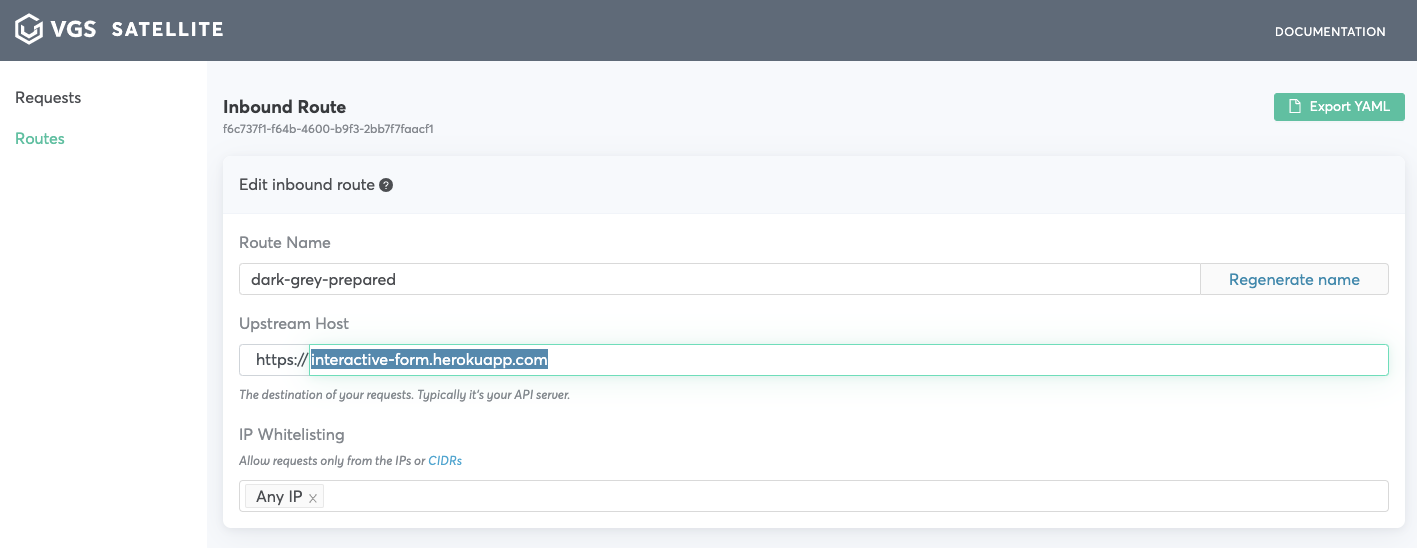 VGS SATELLITE
DOCUMENTATION
Requests
Routes
Inbound Route
f6c737f1-f64b-4600-b9f3-2bb7f7faacf1
Export YAML
Edit inbound route ?
Route Name
dark-grey-prepared
Regenerate name
Upstream Host
https://interactive-form.herokuapp.com
The destination of your requests. Typically it's your API server.
IP Whitelisting
Allow requests only from the IPs or CIDRs
Any IP x